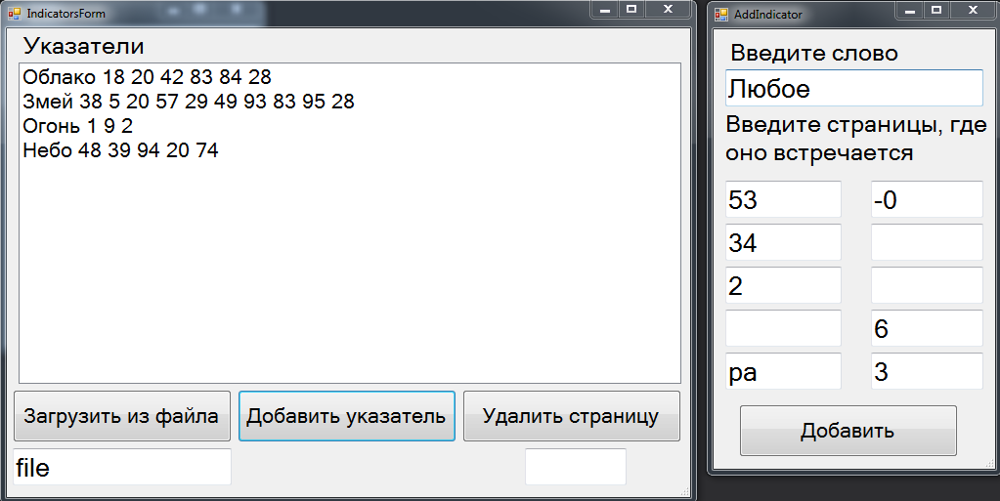 IndicatorsForm
Указатели
Облако 18 20 42 83 84 28
Змей 38 5 20 57 29 49 93 83 95 28
Огонь 1 9 2
Небо 48 39 94 20 74
Загрузить из файла
Добавить указатель
Удалить страницу
file
AddIndicator
Введите слово
Любое
Введите страницы, где
оно встречается
53
-0
34
2
6
ра
3
Добавить